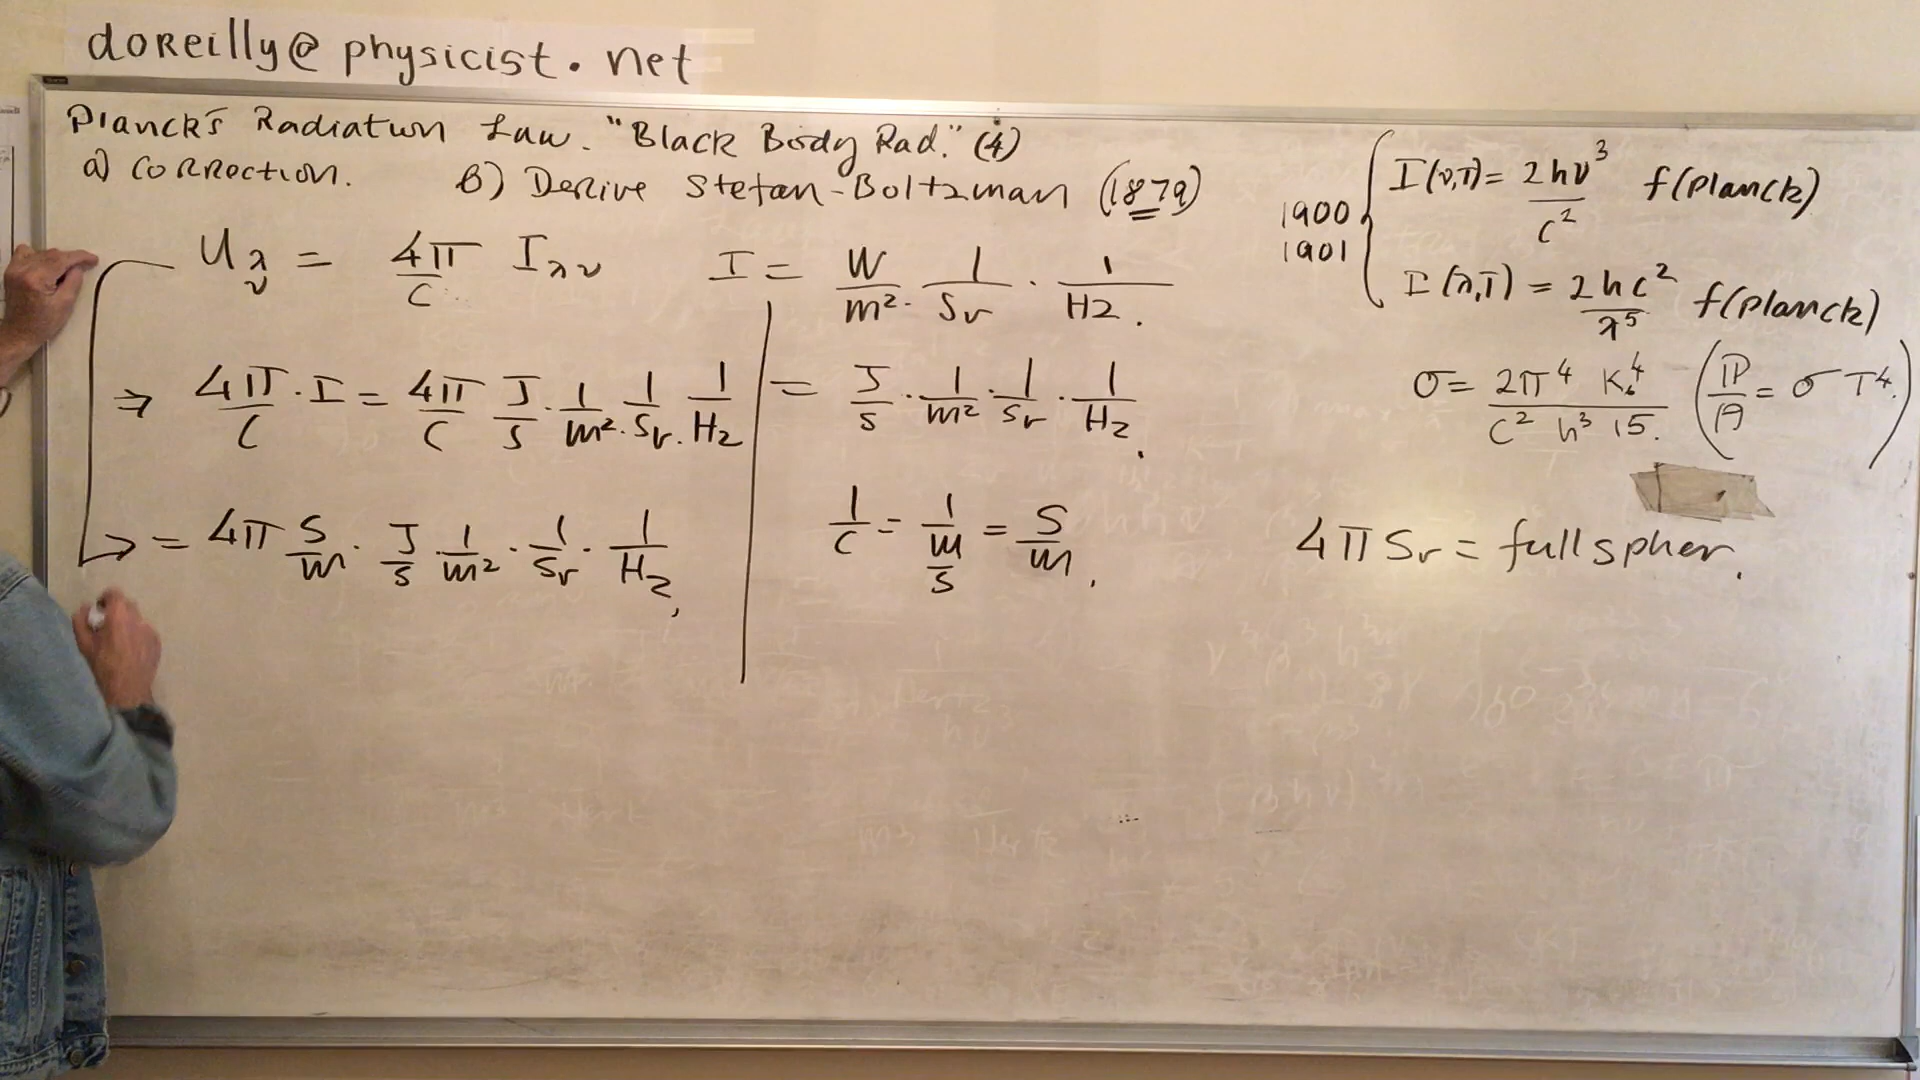 doReilly@physicist.net
Planck's Radiation Law. "Black Body Rad." (4)
a) Correction. B) Derive Stefan-Boltzman (1879)
1900
1901
I(ν,T) = 2hν³/c² f(Planck)
I(λ,T) = 2hc²/λ⁵ f(Planck)
U λ ν = 4π/C I λν
I = W/m² · 1/Sr · 1/Hz.
⇒ 4π/C · I = 4π/C J/s · 1/m² · 1/Sr · 1/Hz
= J/s · 1/m² · 1/Sr · 1/Hz.
σ = 2π⁴ K⁴/C² h³ 15. (P/A = σ T⁴.)
→ = 4π S/m · J/s · 1/m² · 1/Sr · 1/Hz,
1/C = 1/m/s = S/m.
4π Sr = full spher.